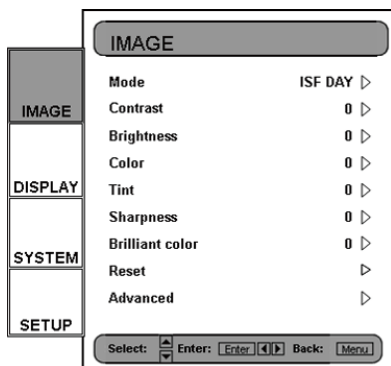 IMAGE
DISPLAY
SYSTEM
SETUP
IMAGE
Mode ISF DAY
Contrast 0
Brightness 0
Color 0
Tint 0
Sharpness 0
Brilliant color 0
Reset
Advanced
Select: Enter: Enter Back: Menu